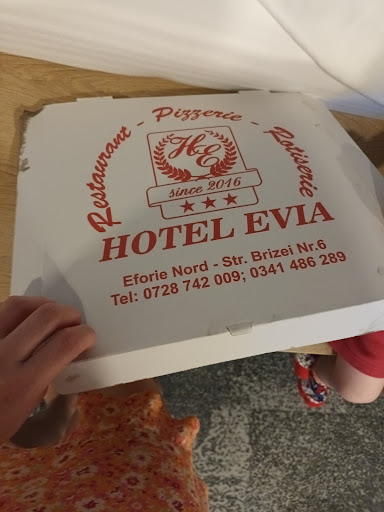 Restaurant - Pizzerie - Rotiserie
HE
since 2016
HOTEL EVIA
Eforie Nord - Str. Brizei Nr.6
Tel: 0728 742 009; 0341 486 289